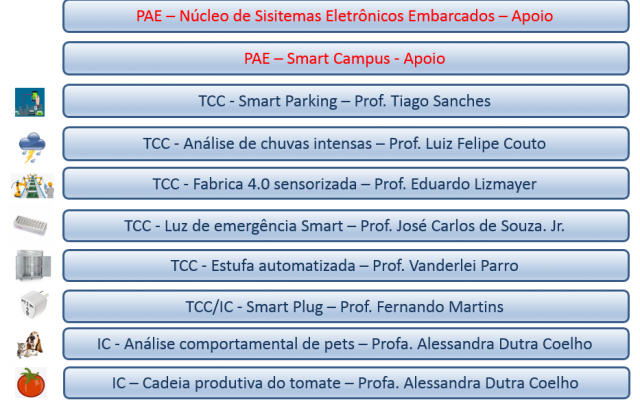 PAE – Núcleo de Sisitemas Eletrônicos Embarcados – Apoio
PAE – Smart Campus - Apoio
TCC - Smart Parking – Prof. Tiago Sanches
TCC - Análise de chuvas intensas – Prof. Luiz Felipe Couto
TCC - Fabrica 4.0 sensorizada – Prof. Eduardo Lizmayer
TCC - Luz de emergência Smart – Prof. José Carlos de Souza. Jr.
TCC - Estufa automatizada – Prof. Vanderlei Parro
TCC/IC - Smart Plug – Prof. Fernando Martins
IC - Análise comportamental de pets – Profa. Alessandra Dutra Coelho
IC – Cadeia produtiva do tomate – Profa. Alessandra Dutra Coelho